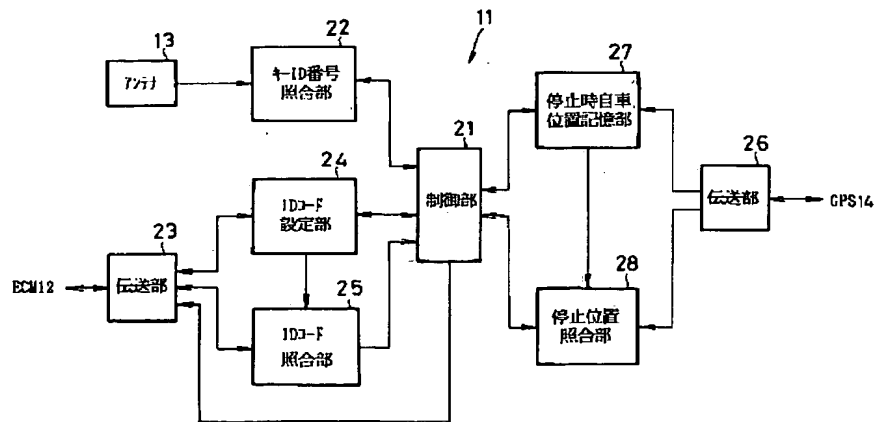 11
22
13
アンテナ
キーID番号
照合部
27
停止時自車
位置記憶部
21
制御部
26
伝送部
GPS14
24
IDコード
設定部
23
伝送部
ECM12
25
IDコード
照合部
28
停止位置
照合部